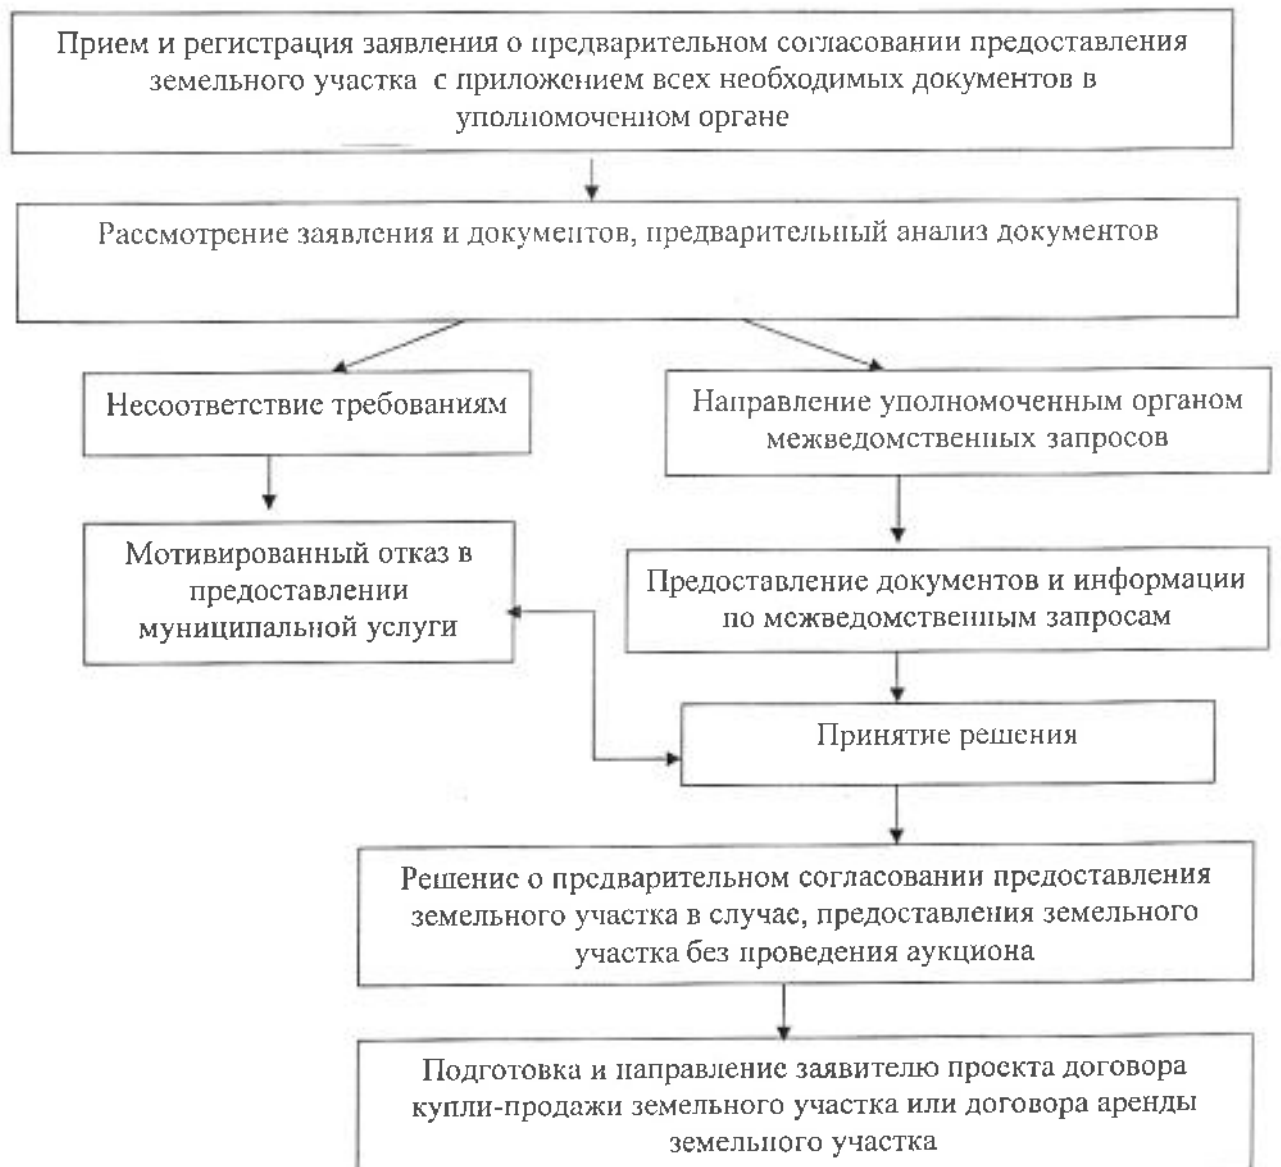 Прием и регистрация заявления о предварительном согласовании предоставления
земельного участка с приложением всех необходимых документов в
уполномоченном органе
Рассмотрение заявления и документов, предварительный анализ документов
Несоответствие требованиям
Направление уполномоченным органом
межведомственных запросов
Мотивированный отказ в
предоставлении
муниципальной услуги
Предоставление документов и информации
по межведомственным запросам
Принятие решения
Решение о предварительном согласовании предоставления
земельного участка в случае, предоставления земельного
участка без проведения аукциона
Подготовка и направление заявителю проекта договора
купли-продажи земельного участка или договора аренды
земельного участка